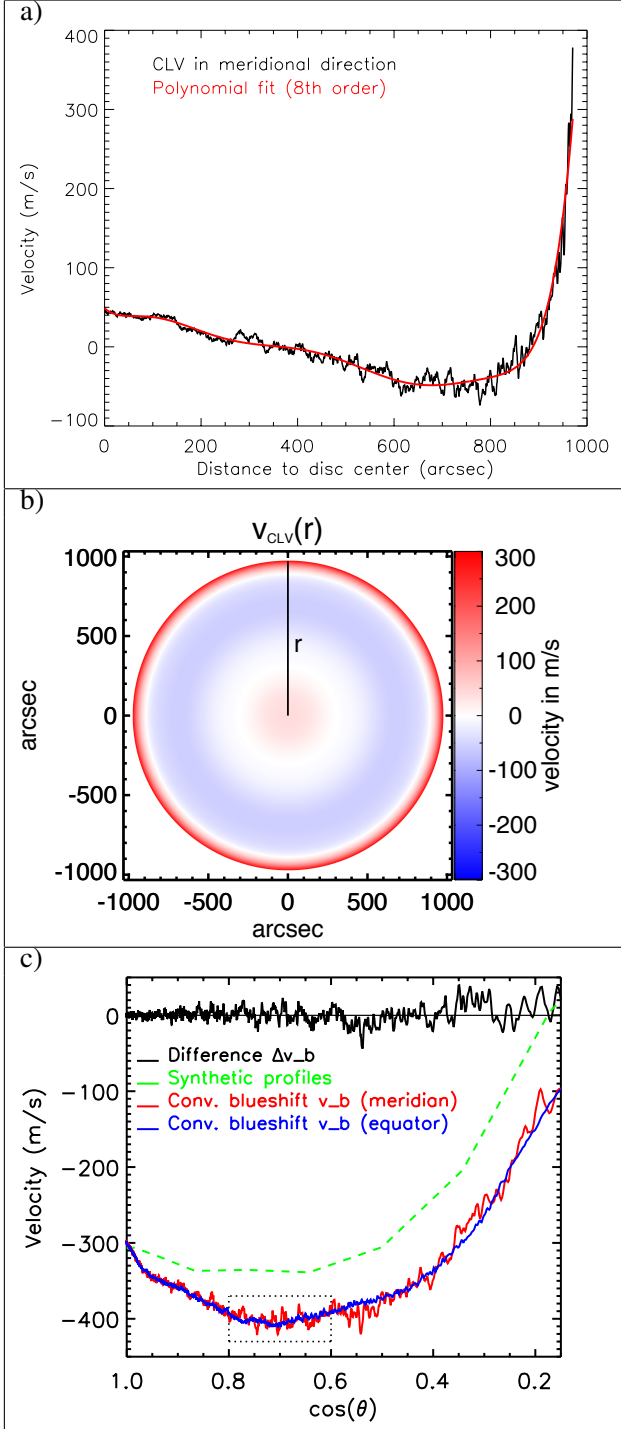 a)
400
300
200
100
0
−100
Velocity (m/s)
CLV in meridional direction
Polynomial fit (8th order)
0 200 400 600 800 1000
Distance to disc center (arcsec)
b)
v_CLV(r)
1000
500
0
-500
-1000
arcsec
r
-1000 -500 0 500 1000
arcsec
300
200
100
0
-100
-200
-300
velocity in m/s
c)
0
−100
−200
−300
−400
Velocity (m/s)
Difference Δv_b
Synthetic profiles
Conv. blueshift v_b (meridian)
Conv. blueshift v_b (equator)
1.0 0.8 0.6 0.4 0.2
cos(θ)